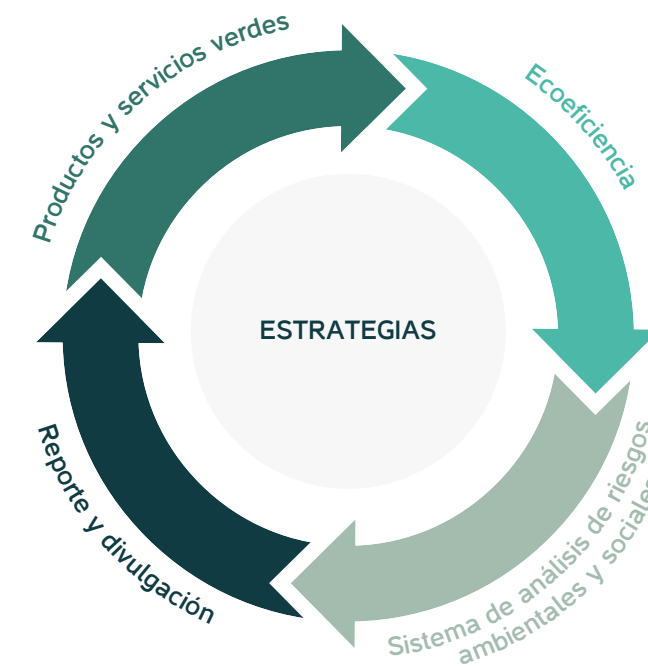 Productos y servicios verdes
Ecoeficiencia
ESTRATEGIAS
Sistema de análisis de riesgos
ambientales y sociales
Reporte y divulgación